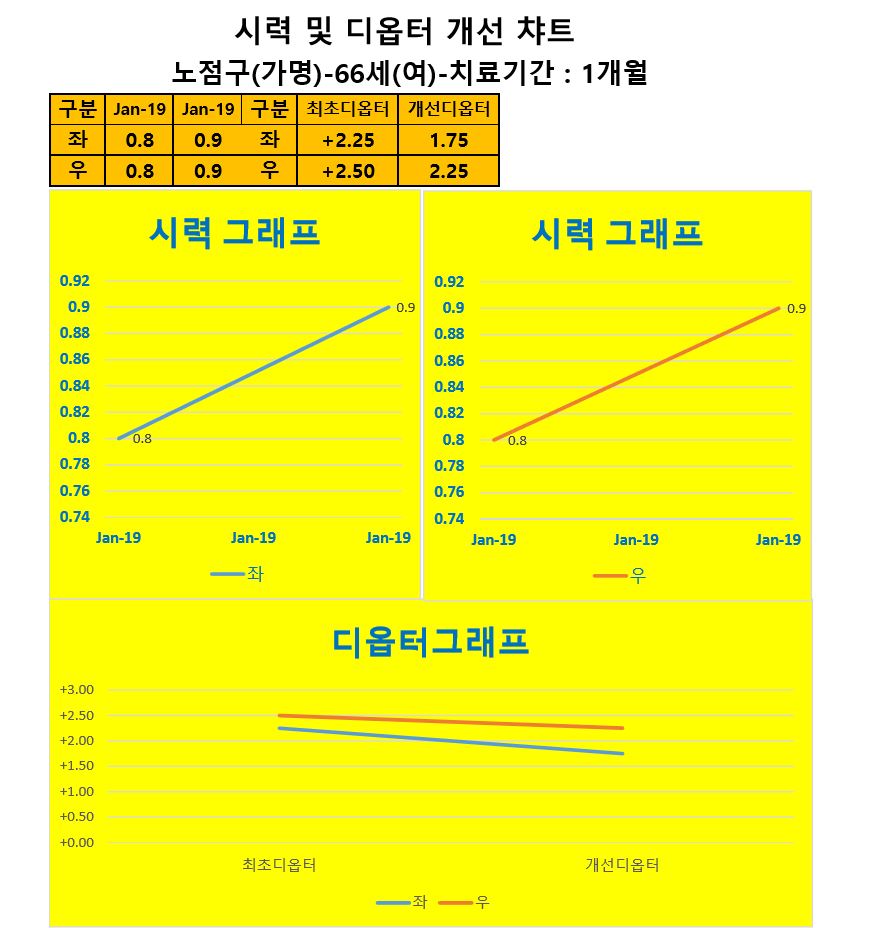 시력 및 디옵터 개선 챠트
노점구(가명)-66세(여)-치료기간 : 1개월
구분 Jan-19 Jan-19 구분 최초디옵터 개선디옵터
좌 0.8 0.9 좌 +2.25 1.75
우 0.8 0.9 우 +2.50 2.25
시력 그래프
0.92
0.9
0.88
0.86
0.84
0.82
0.8
0.78
0.76
0.74
0.8
0.9
Jan-19 Jan-19 Jan-19
좌
시력 그래프
0.92
0.9
0.88
0.86
0.84
0.82
0.8
0.78
0.76
0.74
0.8
0.9
Jan-19 Jan-19 Jan-19
우
디옵터그래프
+3.00
+2.50
+2.00
+1.50
+1.00
+0.50
+0.00
최초디옵터 개선디옵터
좌 우